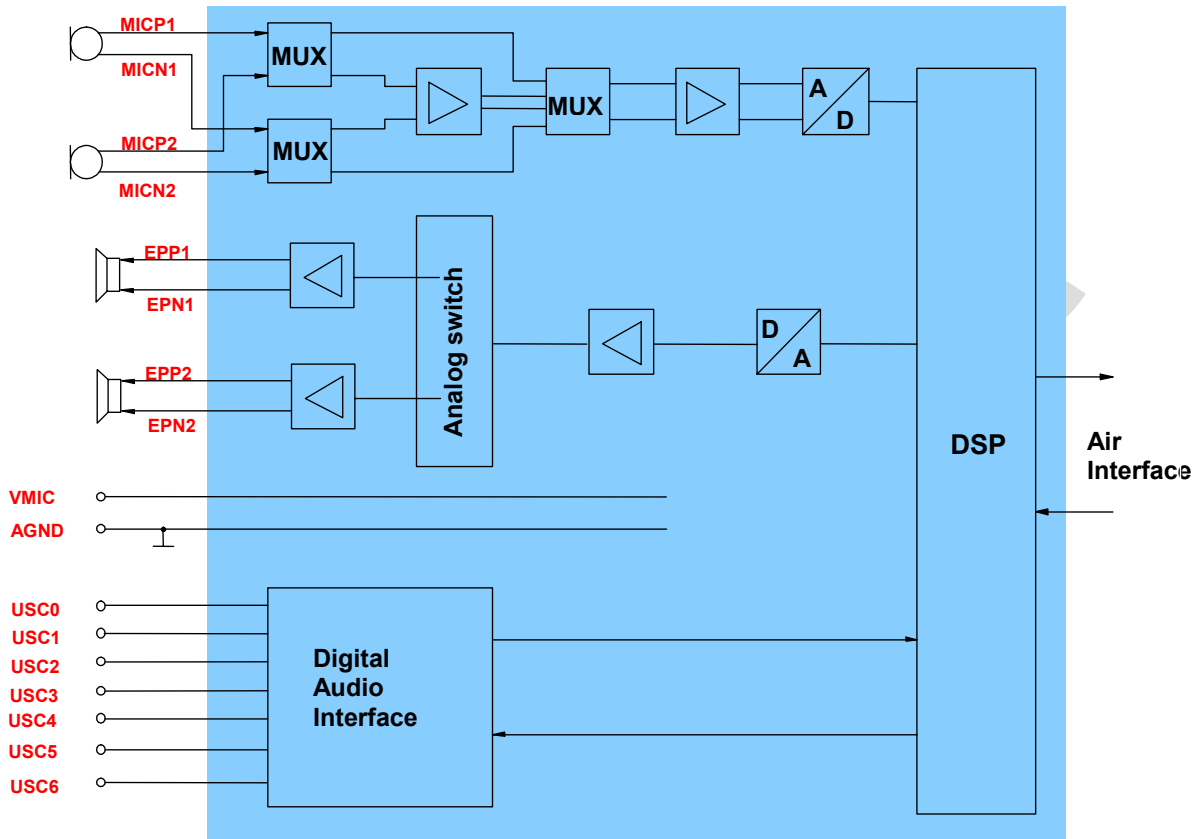 MICP1
MICN1
MICP2
MICN2
MUX
MUX
MUX
A
D
EPP1
EPN1
EPP2
EPN2
Analog switch
D
A
DSP
Air
Interface
VMIC
AGND
USC0
USC1
USC2
USC3
USC4
USC5
USC6
Digital
Audio
Interface